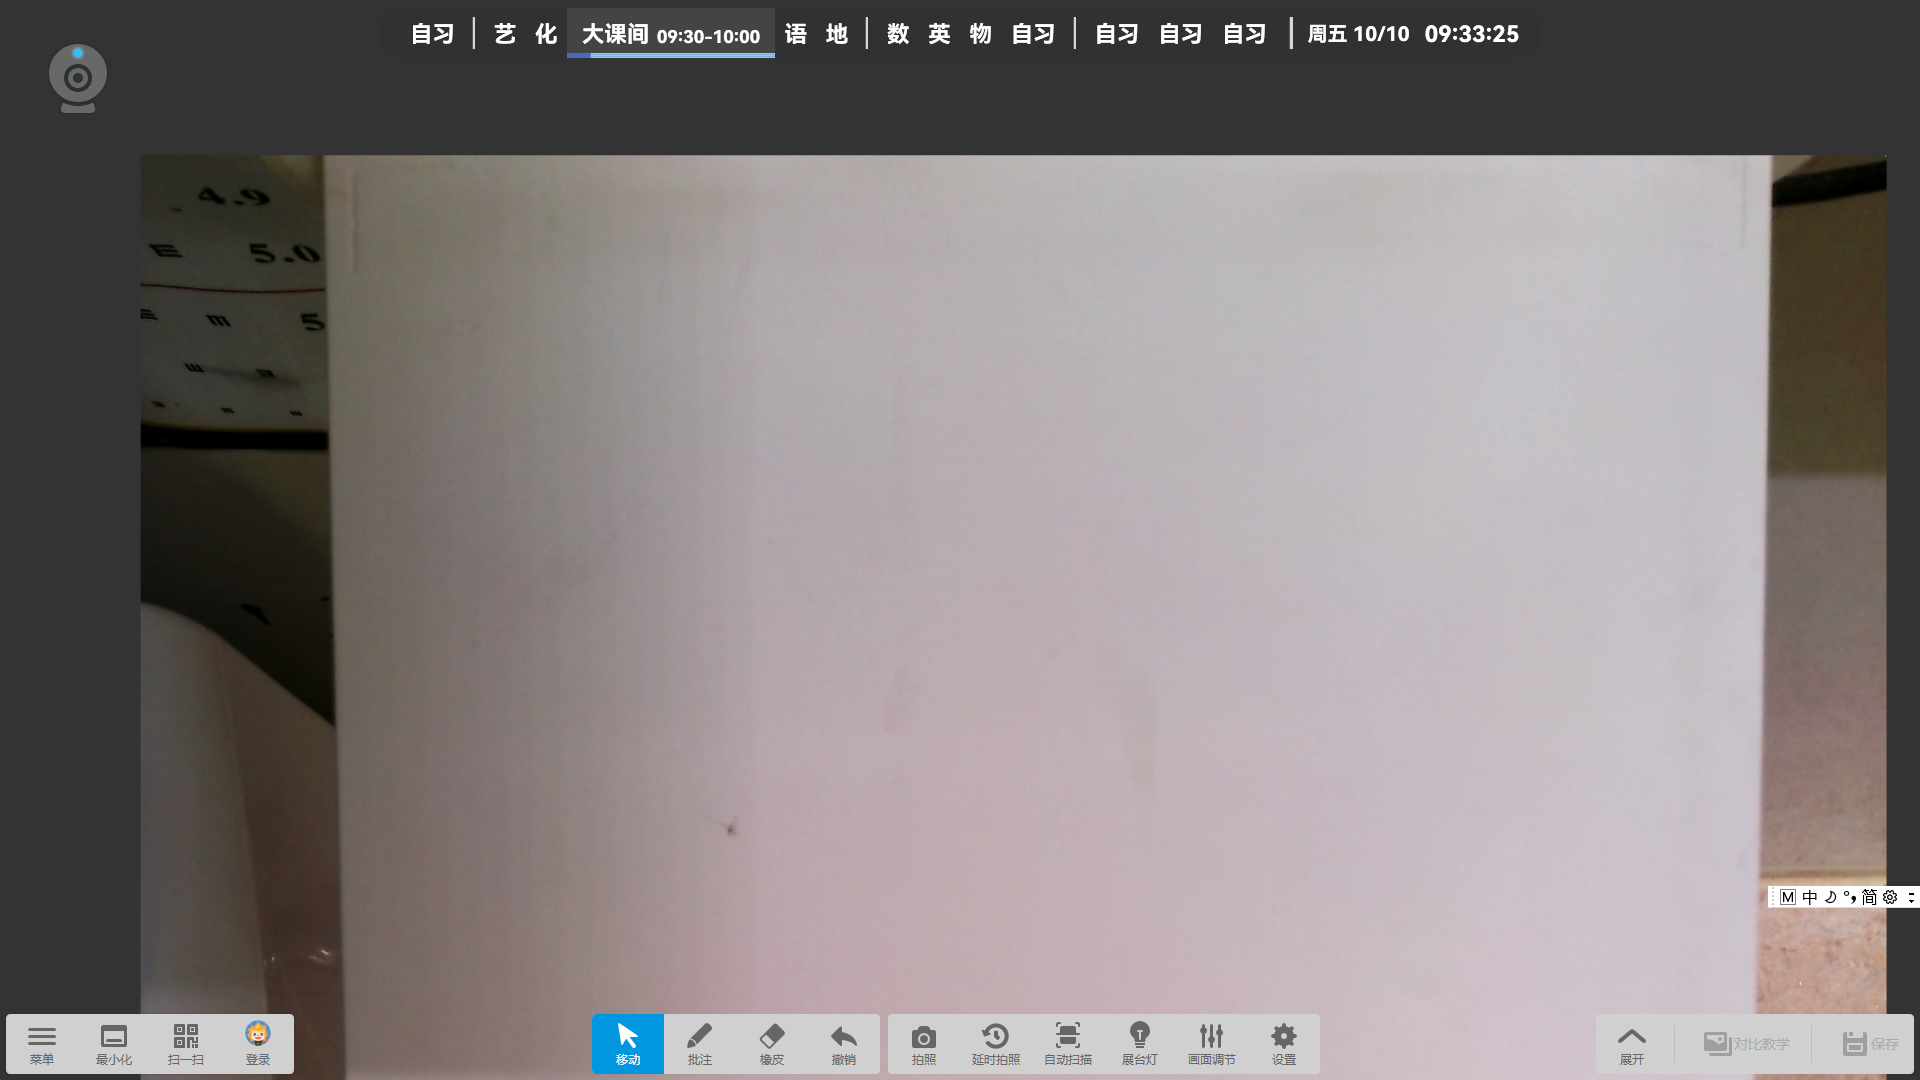 自习 | 艺 化 大课间 09:30-10:00 语 地 | 数 英 物 自习 | 自习 自习 自习 | 周五 10/10 09:33:25
4.9
5.0
5
M 中 简
菜单 最小化 扫一扫 登录 移动 批注 橡皮 撤销 拍照 延时拍照 自动扫描 展台灯 画面调节 设置 展开 对比教学 保存